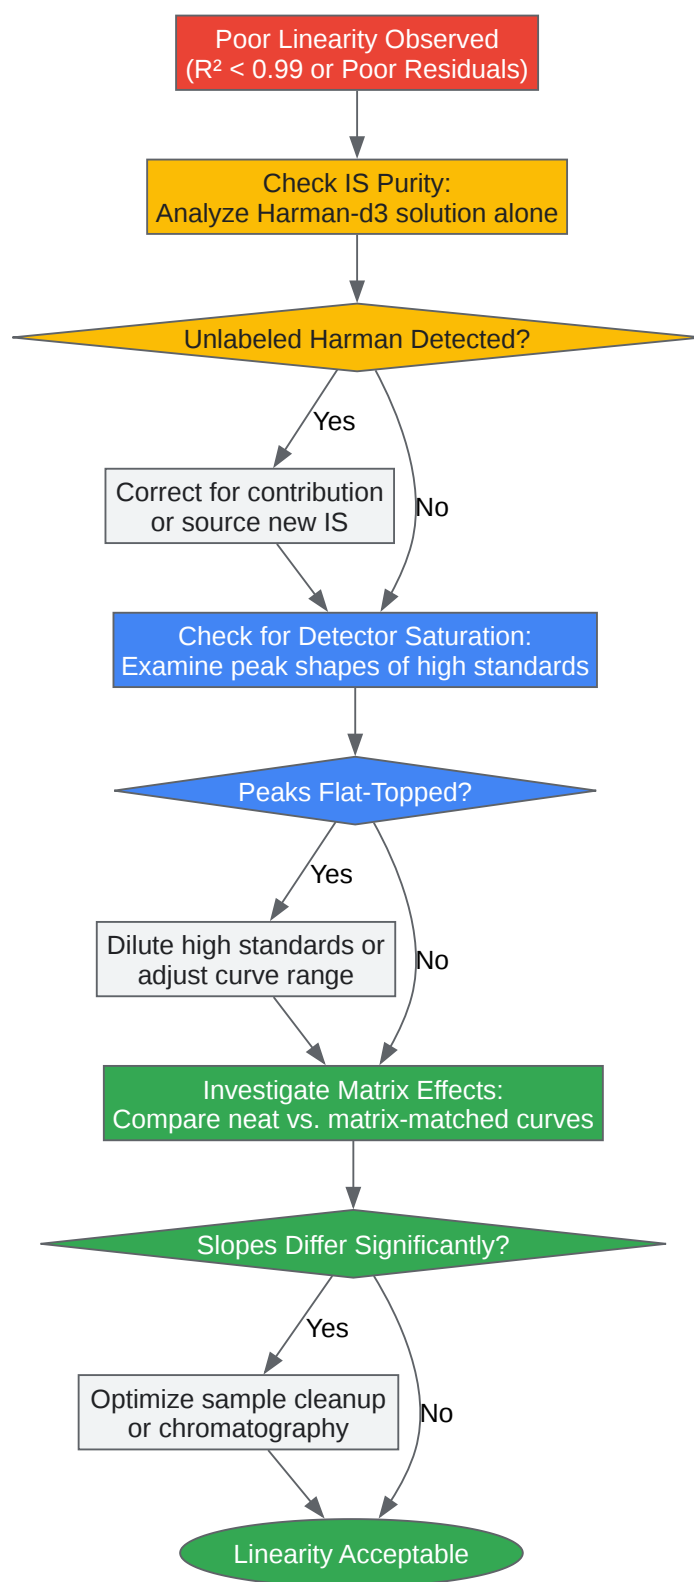 Poor Linearity Observed
(R² < 0.99 or Poor Residuals)
Check IS Purity:
Analyze Harman-d3 solution alone
Unlabeled Harman Detected?
Yes
Correct for contribution
or source new IS
No
Check for Detector Saturation:
Examine peak shapes of high standards
Peaks Flat-Topped?
Yes
Dilute high standards or
adjust curve range
No
Investigate Matrix Effects:
Compare neat vs. matrix-matched curves
Slopes Differ Significantly?
Yes
Optimize sample cleanup
or chromatography
No
Linearity Acceptable